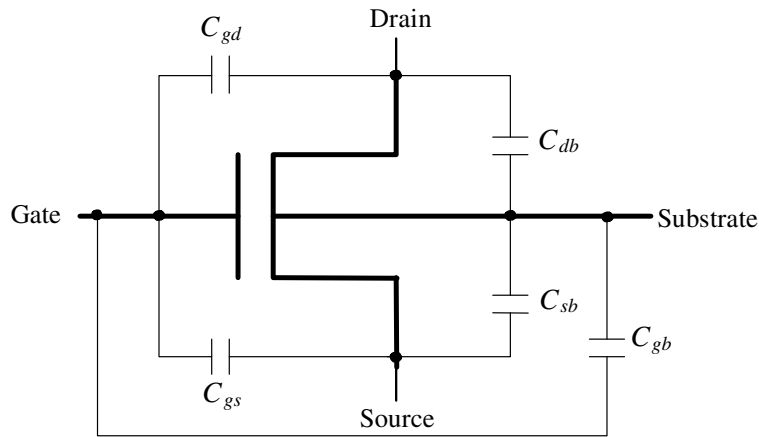 Drain
C_gd
C_db
Gate
Substrate
C_sb
C_gb
C_gs
Source